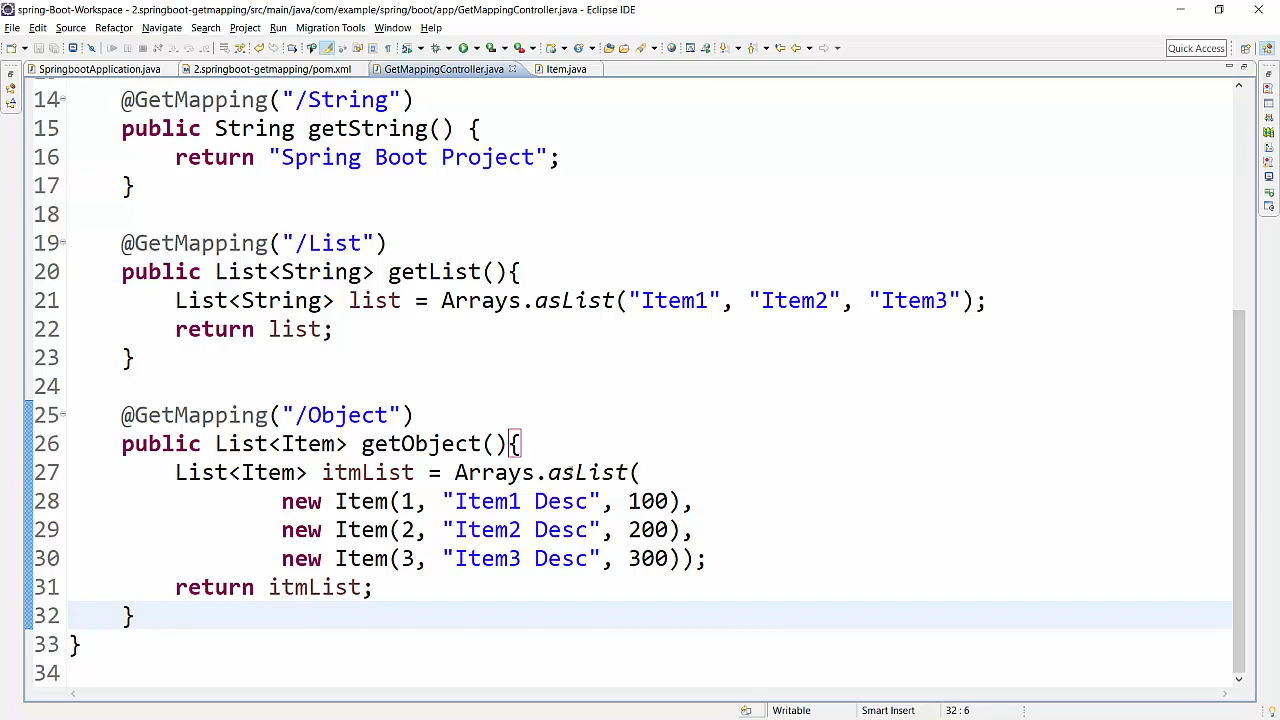 spring-Boot-Workspace - 2.springboot-getmapping/src/main/java/com/example/spring/boot/app/GetMappingController.java - Eclipse IDE
File Edit Source Refactor Navigate Search Project Run Migration Tools Window Help
Quick Access
SpringbootApplication.java 2.springboot-getmapping/pom.xml GetMappingController.java Item.java
14 @GetMapping("/String")
15 public String getString() {
16 return "Spring Boot Project";
17 }
18
19 @GetMapping("/List")
20 public List<String> getList(){
21 List<String> list = Arrays.asList("Item1", "Item2", "Item3");
22 return list;
23 }
24
25 @GetMapping("/Object")
26 public List<Item> getObject(){
27 List<Item> itmList = Arrays.asList(
28 new Item(1, "Item1 Desc", 100),
29 new Item(2, "Item2 Desc", 200),
30 new Item(3, "Item3 Desc", 300));
31 return itmList;
32 }
33 }
34
Writable Smart Insert 32 : 6